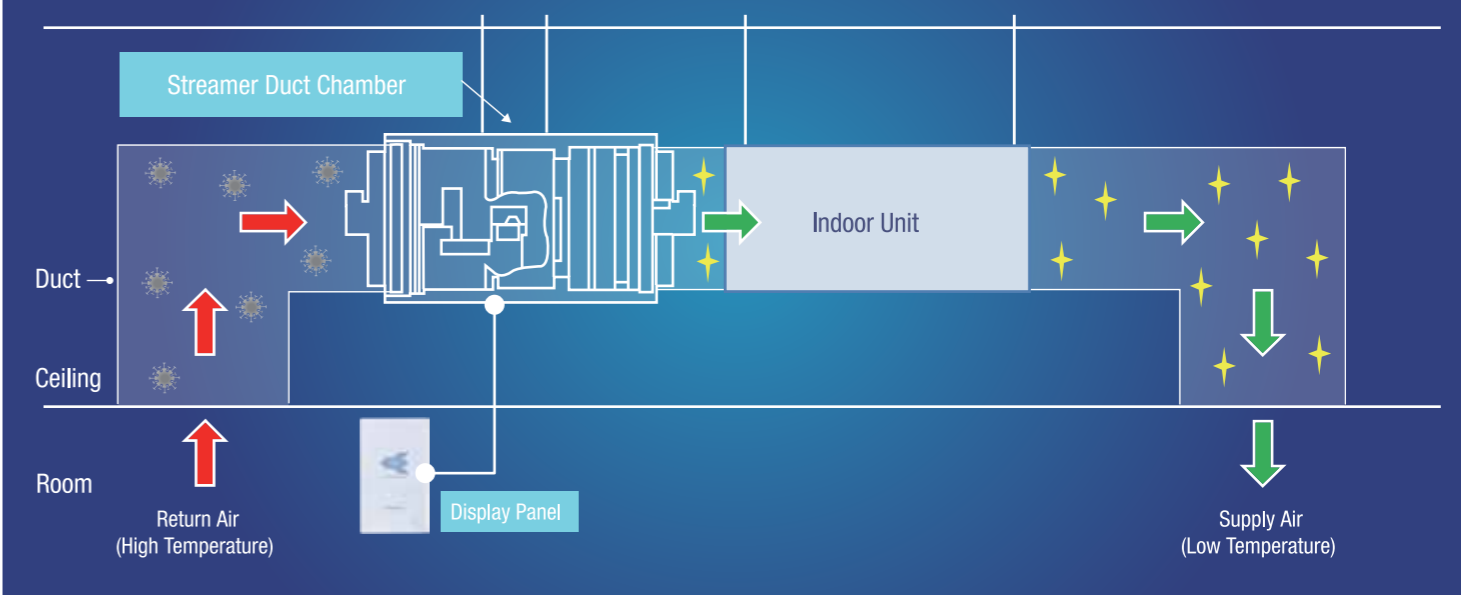 Streamer Duct Chamber
Indoor Unit
Duct
Ceiling
Room
Return Air
(High Temperature)
Display Panel
Supply Air
(Low Temperature)